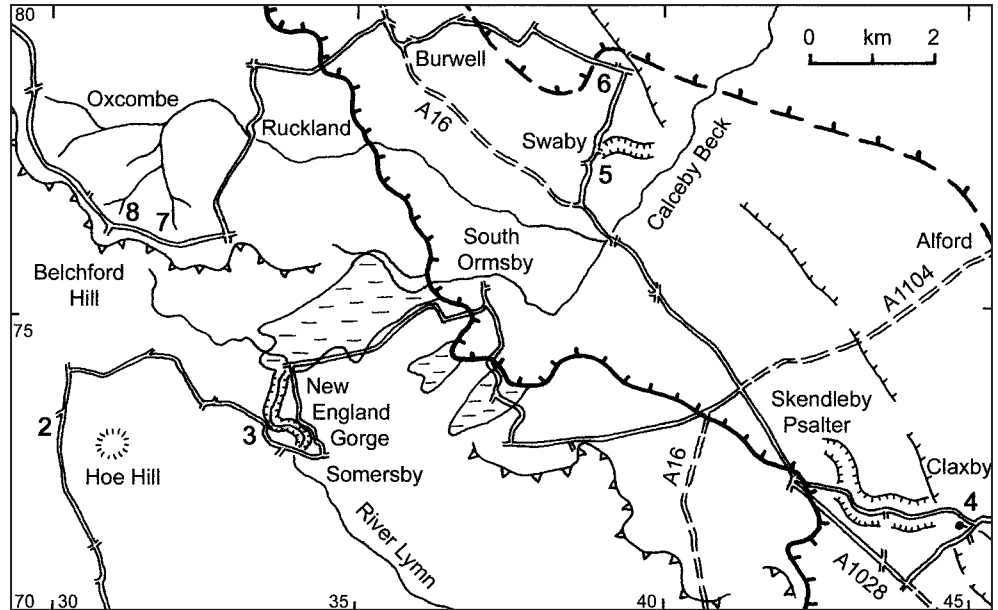 80
0 km 2
Burwell
6
Oxcombe
A16
Ruckland
Swaby
5
Calceby Beck
8
7
South
Ormsby
Alford
Belchford
Hill
A1104
75
New
England
Gorge
Skendleby
Psalter
2
3
Hoe Hill
Somersby
A16
Claxby
4
River Lymn
A1028
70
30
35
40
45